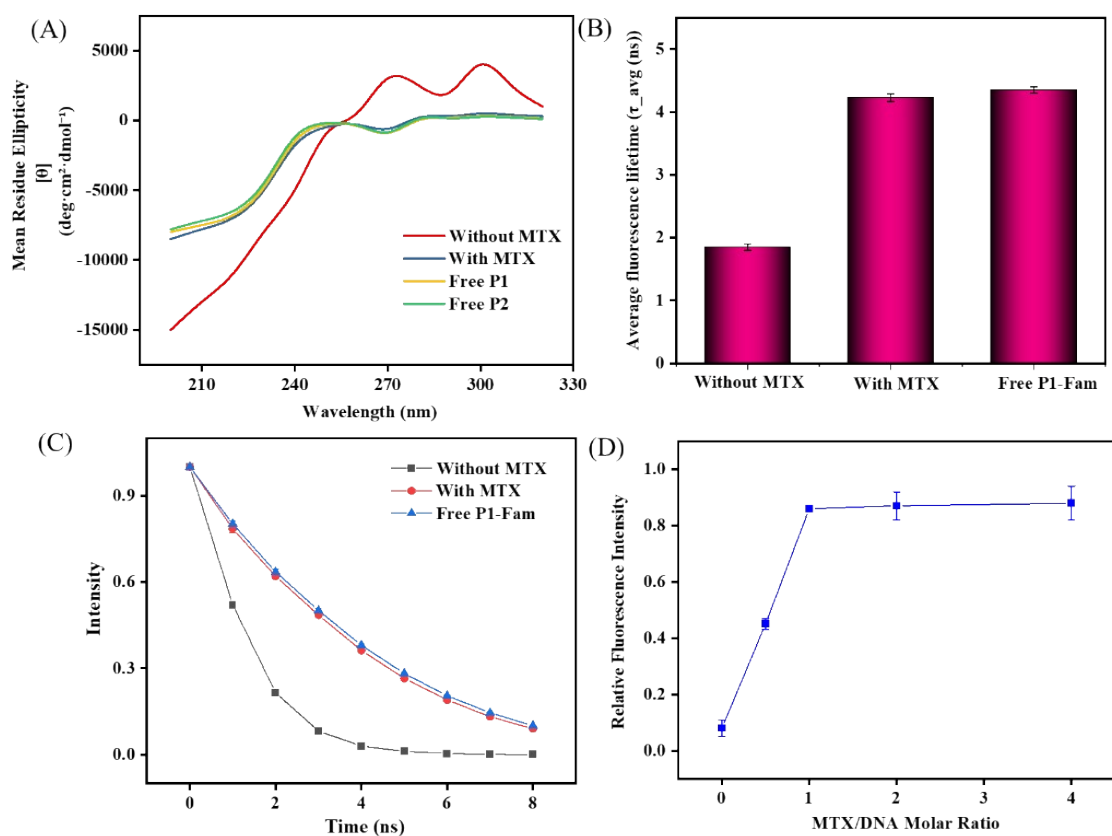 (A)
5000
0
-5000
-10000
-15000
Mean Residue Ellipticity
[θ]
(deg·cm²·dmol⁻¹)
Without MTX
With MTX
Free P1
Free P2
210
240
270
300
330
Wavelength (nm)
(B)
5
4
3
2
1
0
Average fluorescence lifetime (τ_avg (ns))
Without MTX
With MTX
Free P1-Fam
(C)
0.9
0.6
0.3
0.0
Intensity
Without MTX
With MTX
Free P1-Fam
0
2
4
6
8
Time (ns)
(D)
1.0
0.8
0.6
0.4
0.2
0.0
Relative Fluorescence Intensity
0
1
2
3
4
MTX/DNA Molar Ratio